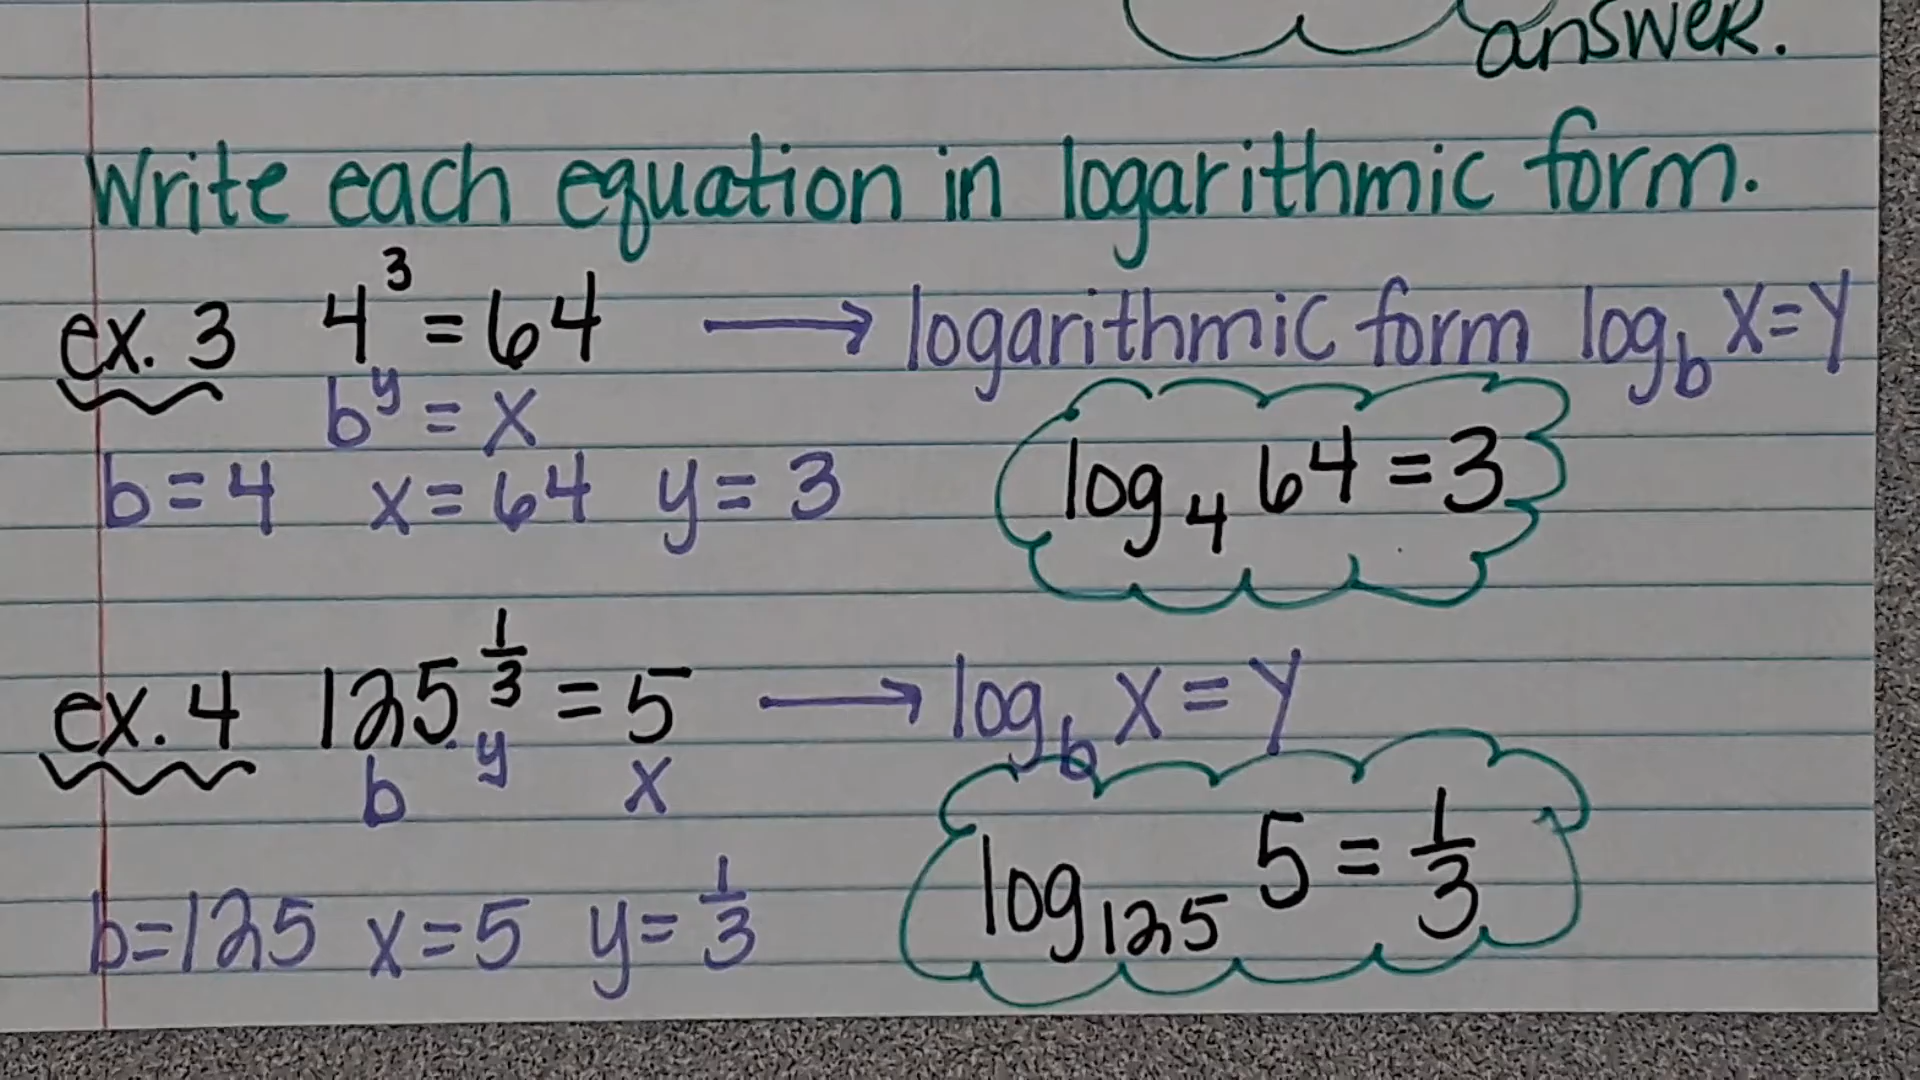 answer.
Write each equation in logarithmic form.
ex. 3 4³ = 64 → logarithmic form log_b x = y
b^y = x
b = 4 x = 64 y = 3 log₄ 64 = 3
ex. 4 125^(1/3) = 5 → log_b x = y
b y x
b = 125 x = 5 y = 1/3 log₁₂₅ 5 = 1/3